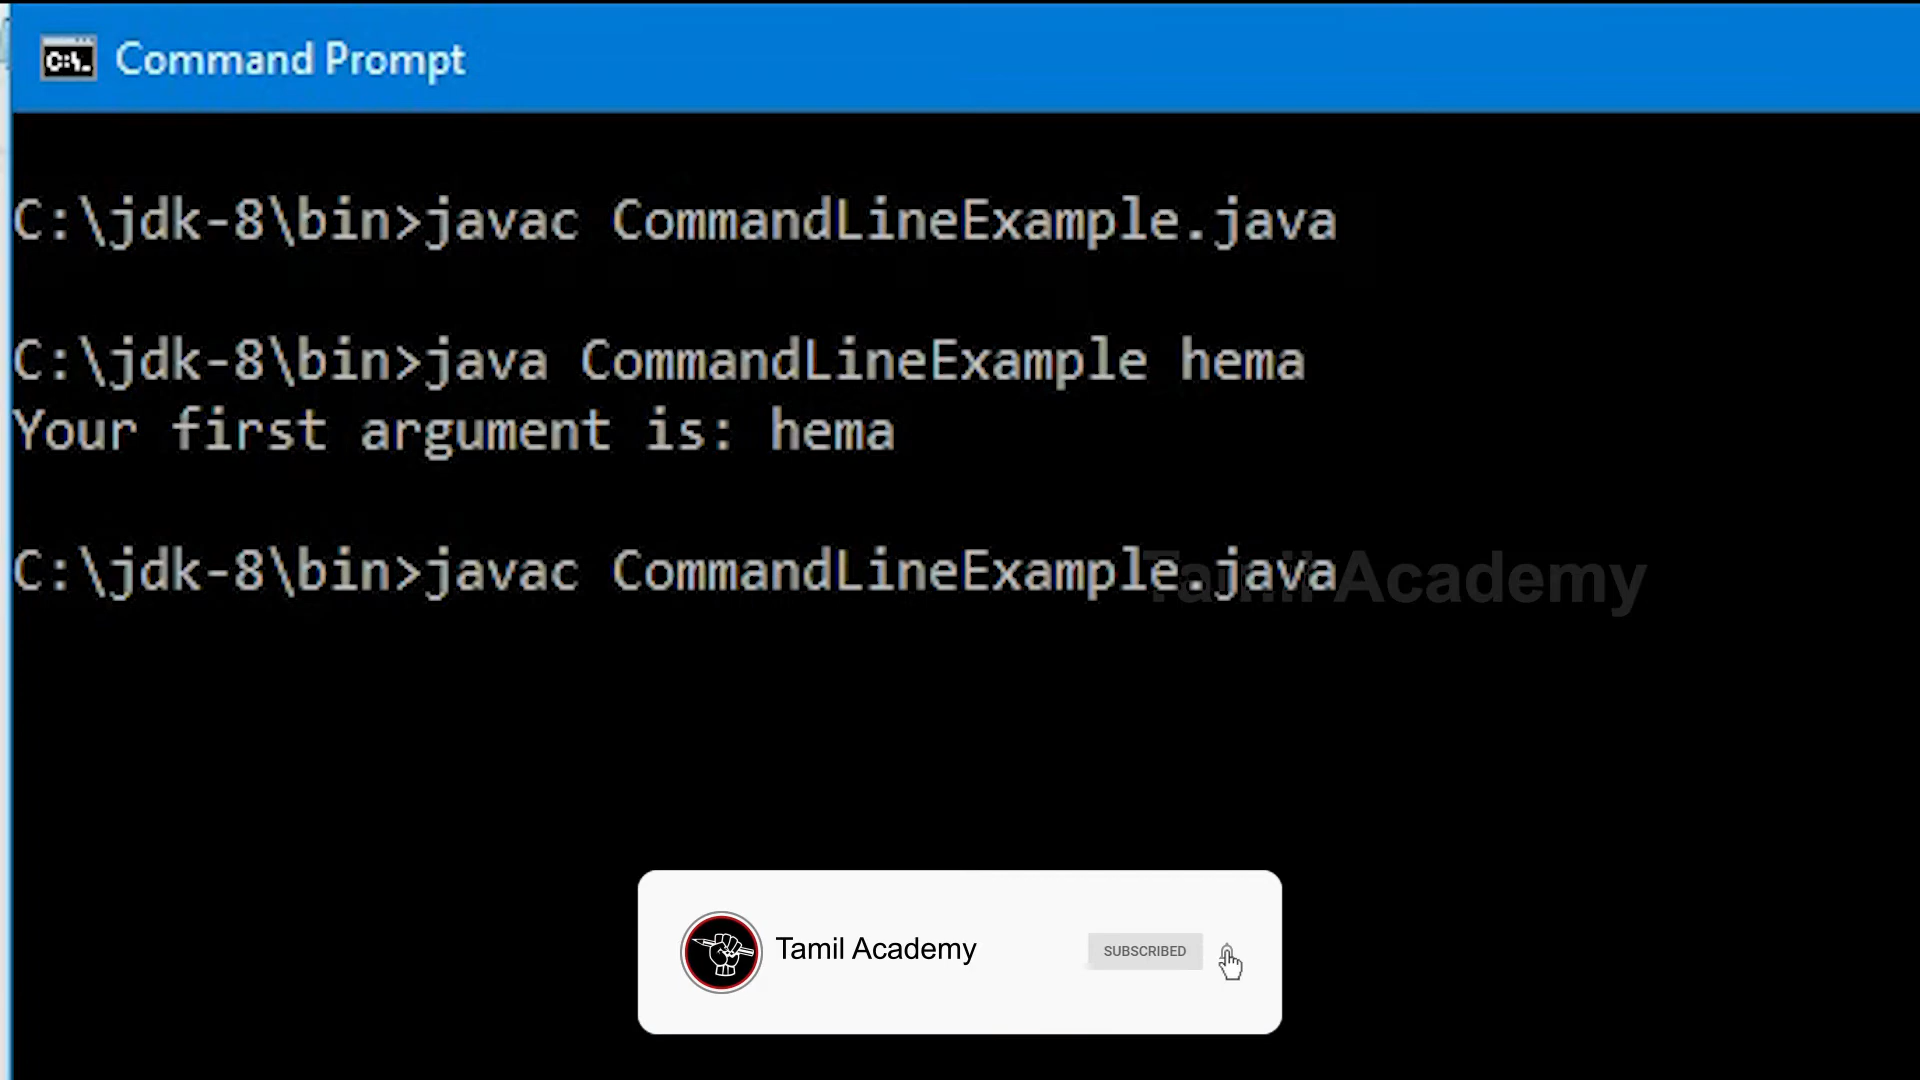 Command Prompt
C:\jdk-8\bin>javac CommandLineExample.java
C:\jdk-8\bin>java CommandLineExample hema
Your first argument is: hema
C:\jdk-8\bin>javac CommandLineExample.java
Tamil Academy
Tamil Academy
SUBSCRIBED